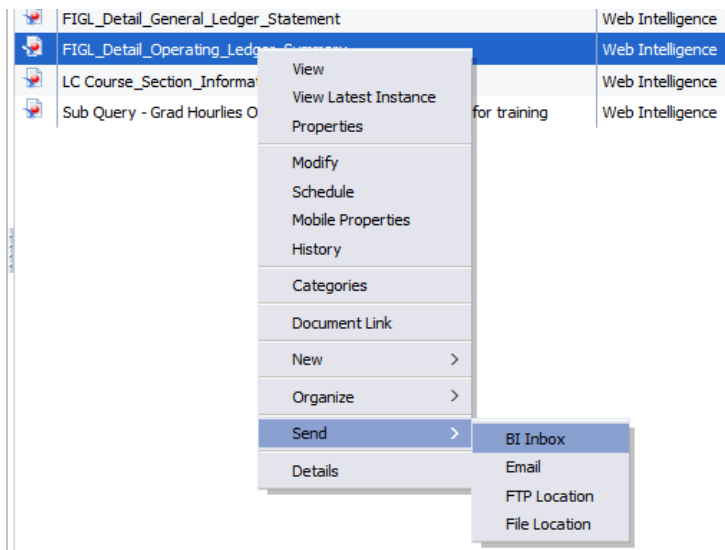 FIGL_Detail_General_Ledger_Statement Web Intelligence
FIGL_Detail_Operating_Ledger_Summary Web Intelligence
LC Course_Section_Informat Web Intelligence
Sub Query - Grad Hourlies O for training Web Intelligence
View
View Latest Instance
Properties
Modify
Schedule
Mobile Properties
History
Categories
Document Link
New
Organize
Send
Details
BI Inbox
Email
FTP Location
File Location